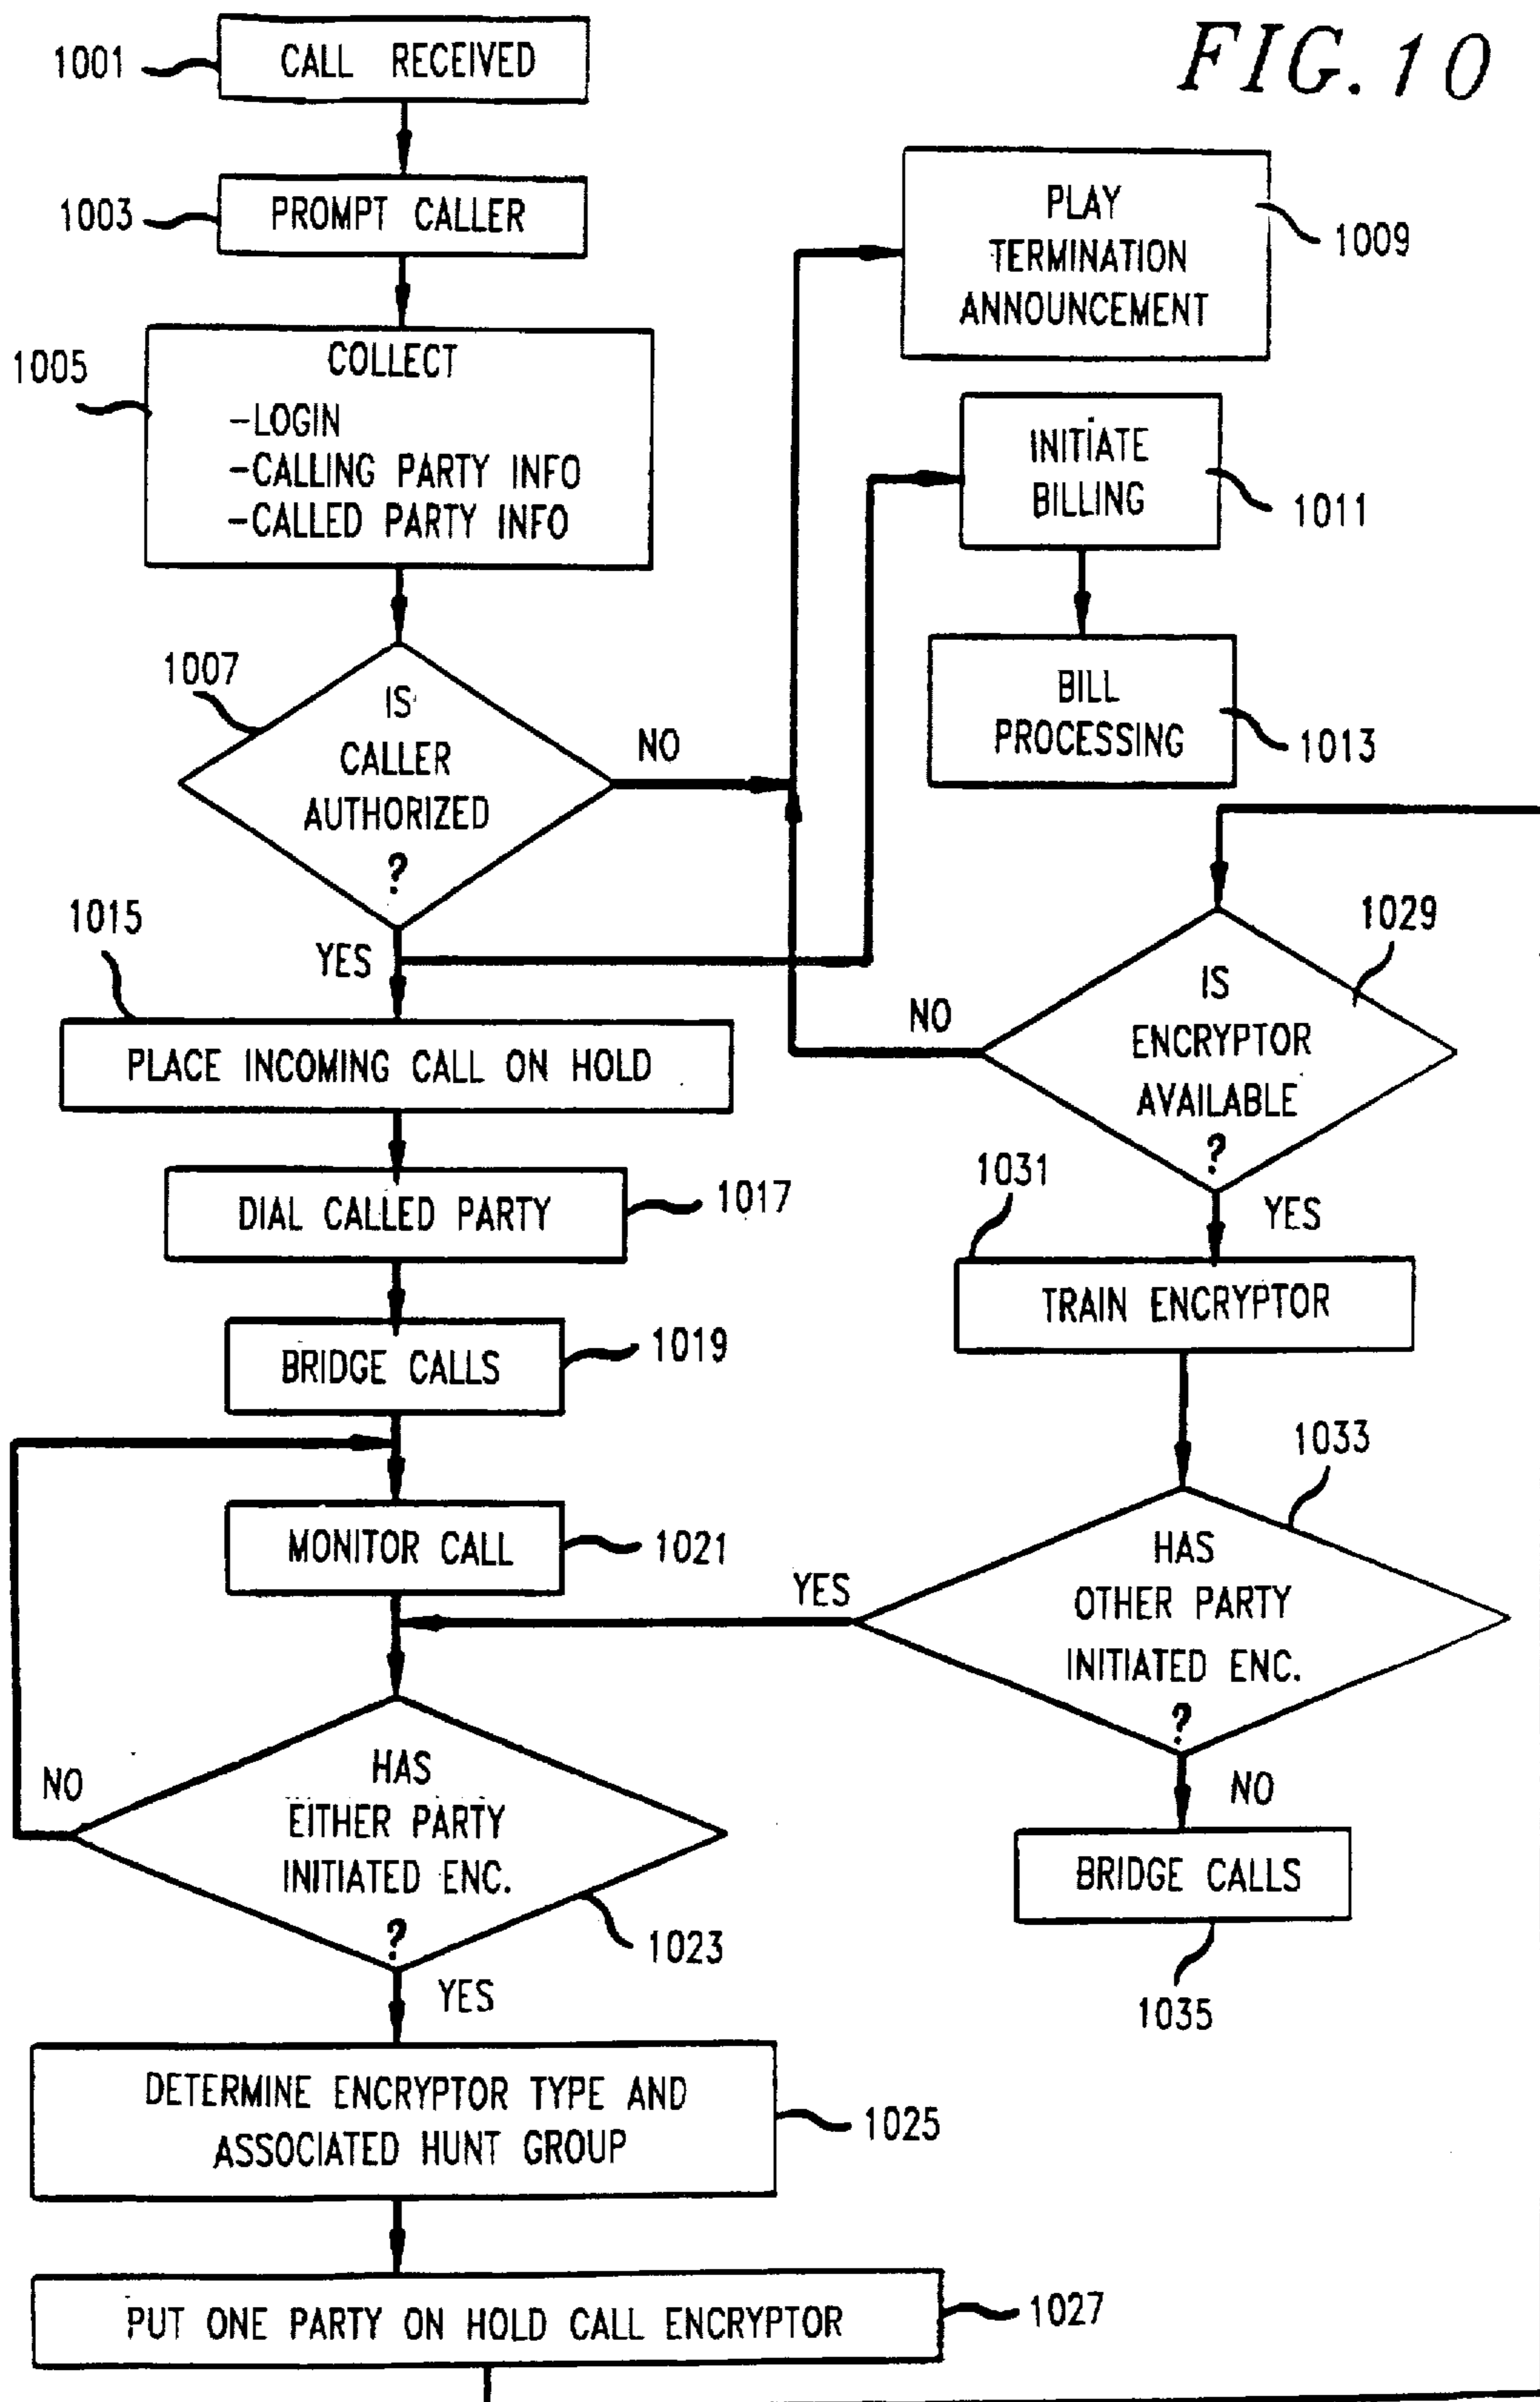 FIG. 10
1001
CALL RECEIVED
1003
PROMPT CALLER
1005
COLLECT
-LOGIN
-CALLING PARTY INFO
-CALLED PARTY INFO
1007
IS
CALLER
AUTHORIZED
?
NO
YES
PLAY
TERMINATION
ANNOUNCEMENT
1009
INITIATE
BILLING
1011
BILL
PROCESSING
1013
1015
PLACE INCOMING CALL ON HOLD
DIAL CALLED PARTY
1017
BRIDGE CALLS
1019
MONITOR CALL
1021
HAS
EITHER PARTY
INITIATED ENC.
?
1023
NO
YES
DETERMINE ENCRYPTOR TYPE AND
ASSOCIATED HUNT GROUP
1025
PUT ONE PARTY ON HOLD CALL ENCRYPTOR
1027
1029
IS
ENCRYPTOR
AVAILABLE
?
NO
YES
1031
TRAIN ENCRYPTOR
1033
HAS
OTHER PARTY
INITIATED ENC.
?
YES
NO
BRIDGE CALLS
1035